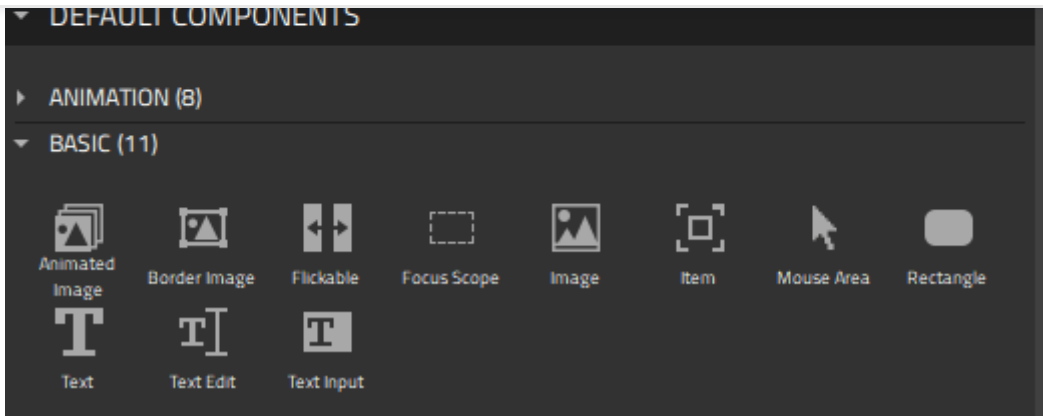 DEFAULT COMPONENTS
ANIMATION (8)
BASIC (11)
Animated
Image
Border Image
Flickable
Focus Scope
Image
Item
Mouse Area
Rectangle
Text
Text Edit
Text Input